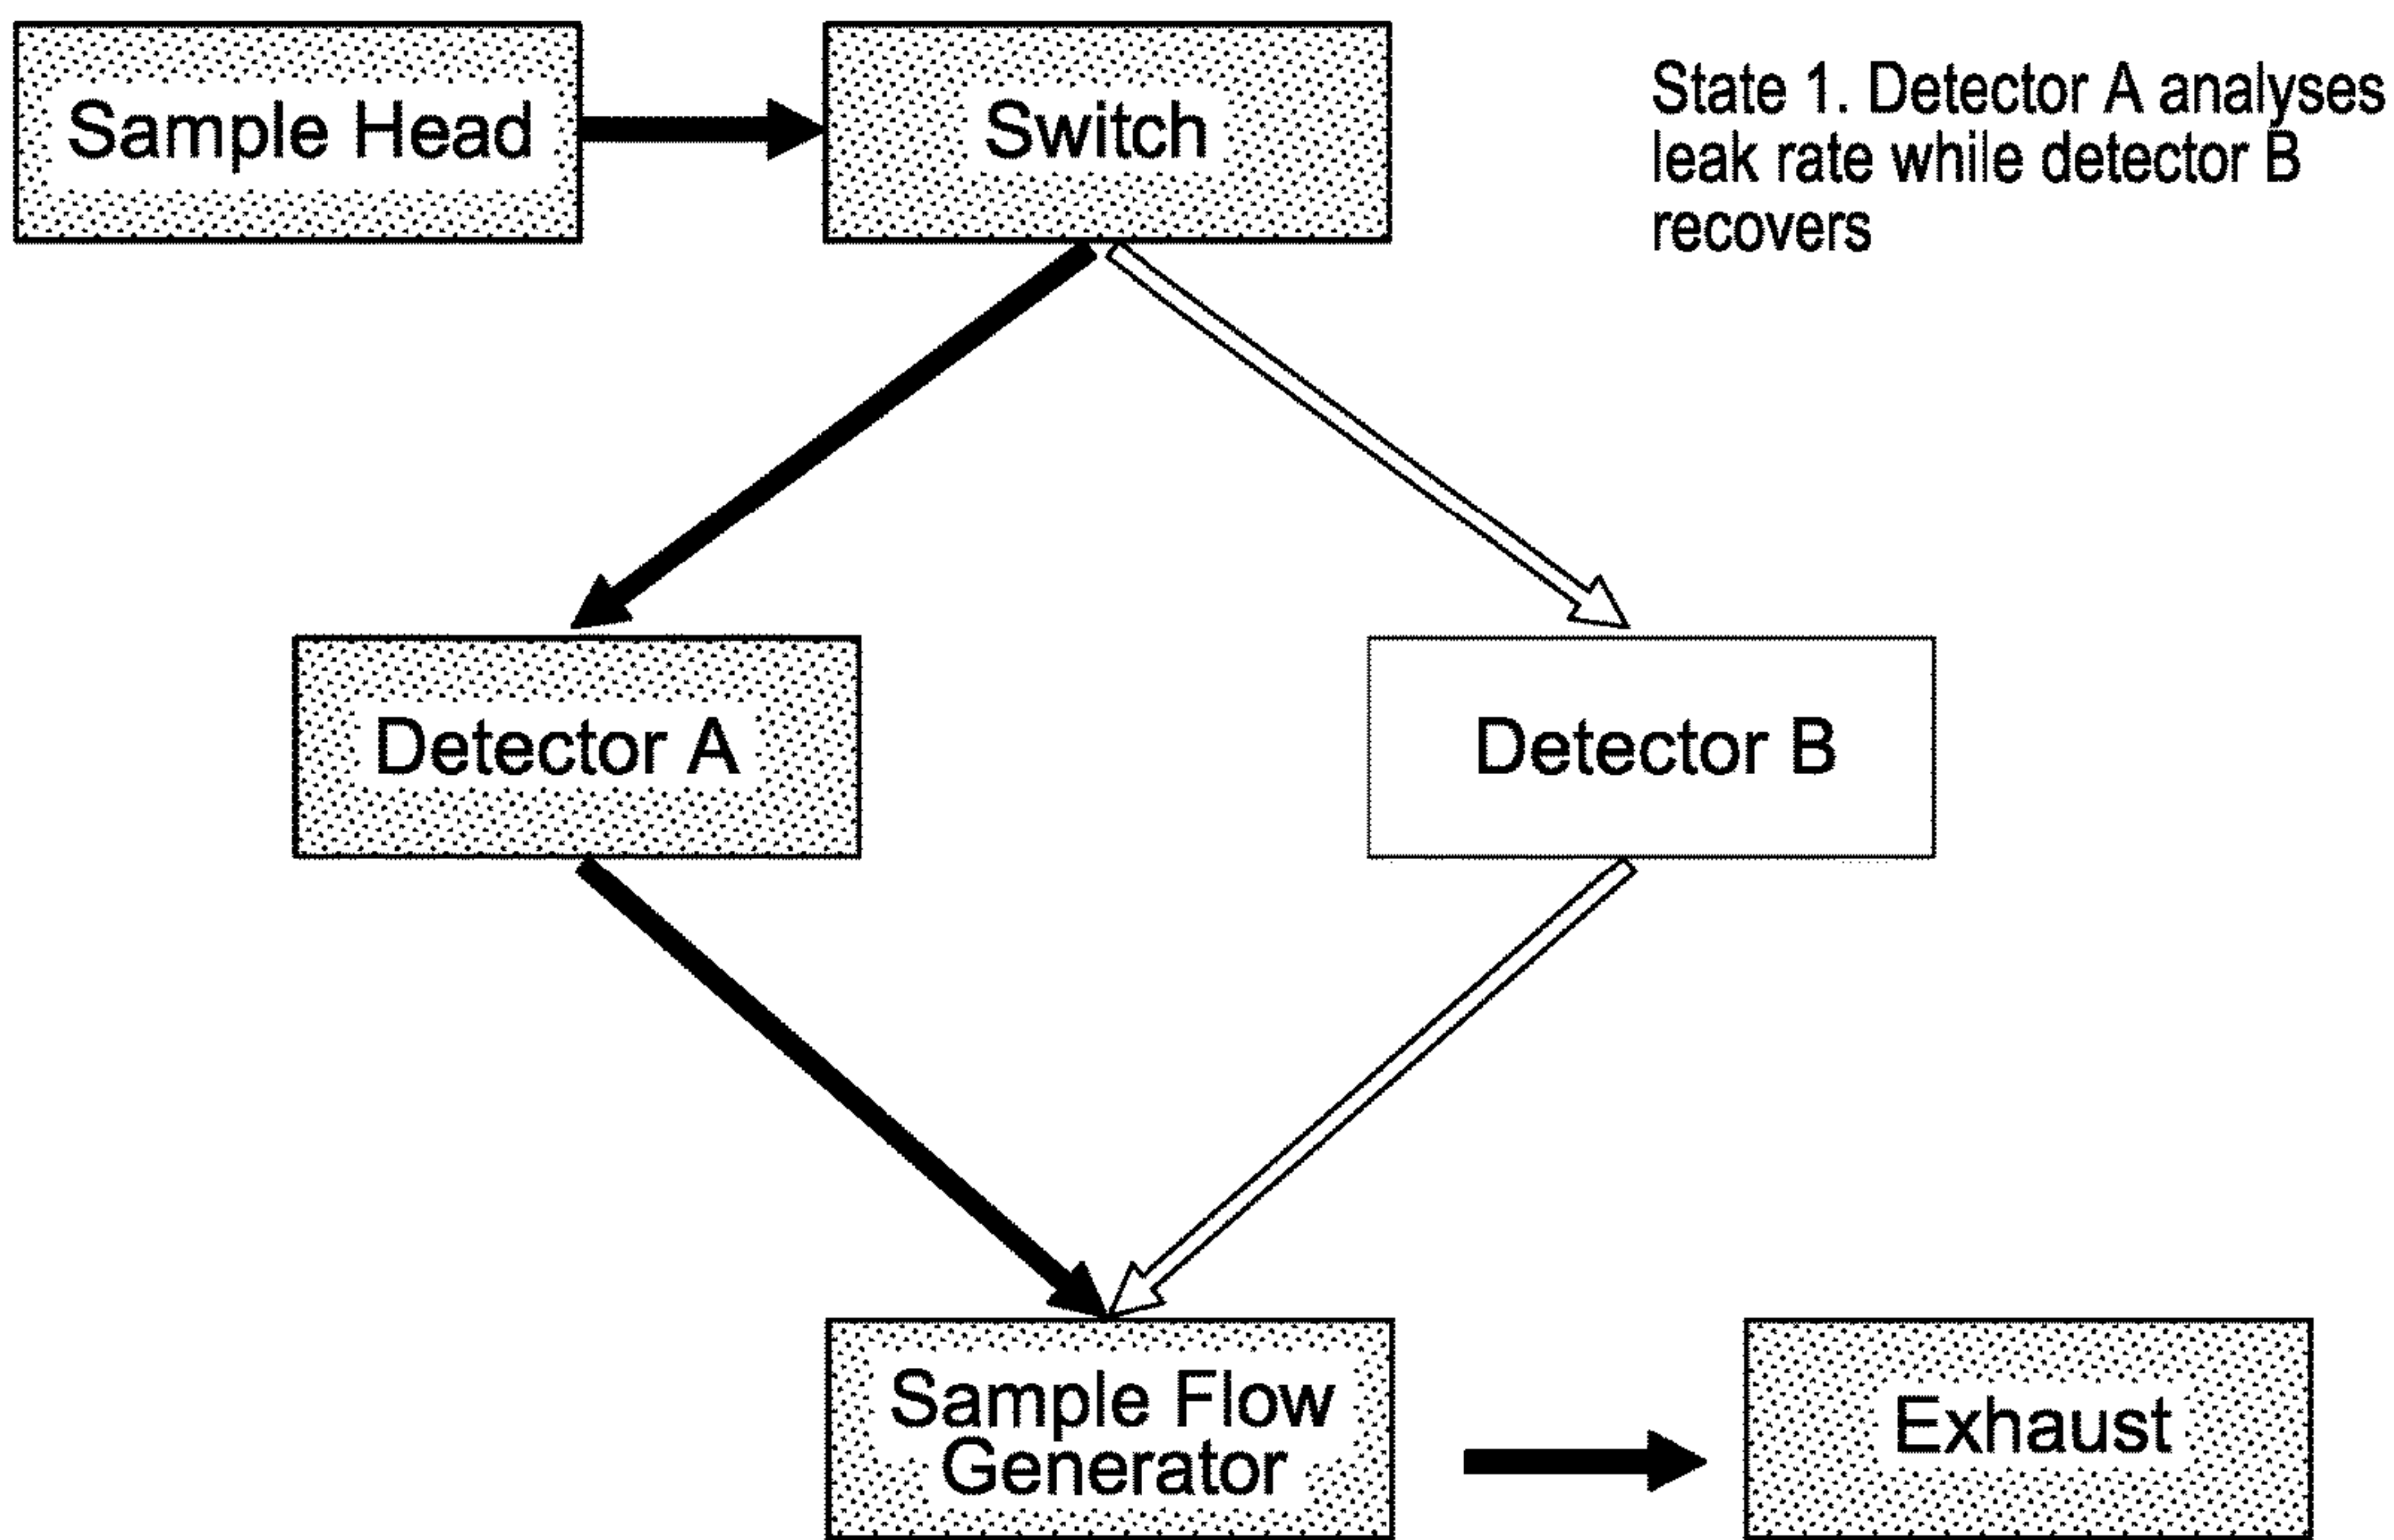 Sample Head
Switch
State 1. Detector A analyses
leak rate while detector B
recovers
Detector A
Detector B
Sample Flow
Generator
Exhaust